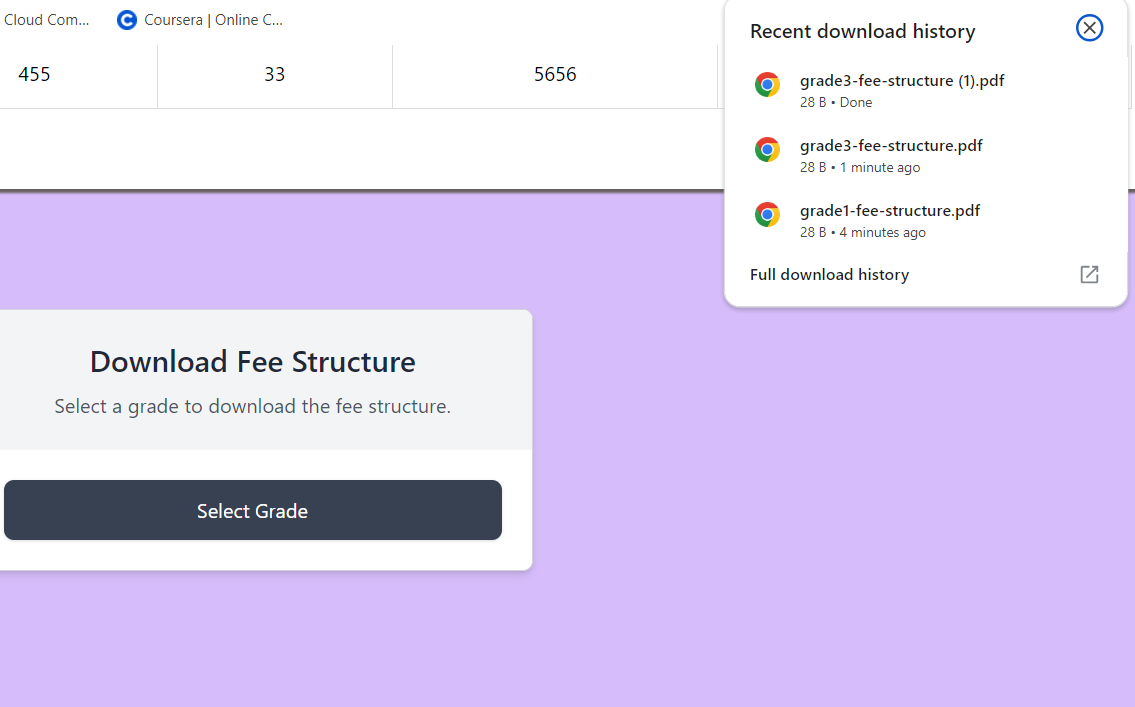 Cloud Com...
Coursera | Online C...
455
33
5656
Recent download history
grade3-fee-structure (1).pdf
28 B • Done
grade3-fee-structure.pdf
28 B • 1 minute ago
grade1-fee-structure.pdf
28 B • 4 minutes ago
Full download history
Download Fee Structure
Select a grade to download the fee structure.
Select Grade